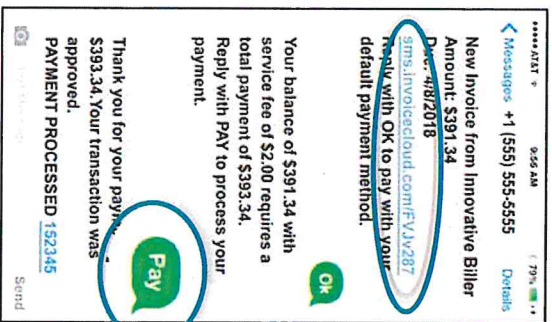 AT&T 9:56 AM 79%
Messages +1 (555) 555-5555 Details
New Invoice from Innovative Biller
Amount: $391.34
Due: 4/8/2018
sms.invoicecloud.com/FVJv287
Reply with OK to pay with your
default payment method.
Ok
Your balance of $391.34 with
service fee of $2.00 requires a
total payment of $393.34.
Reply with PAY to process your
payment.
Pay
Thank you for your
$393.34.Your transaction was
approved.
PAYMENT PROCESSED 152345
Send